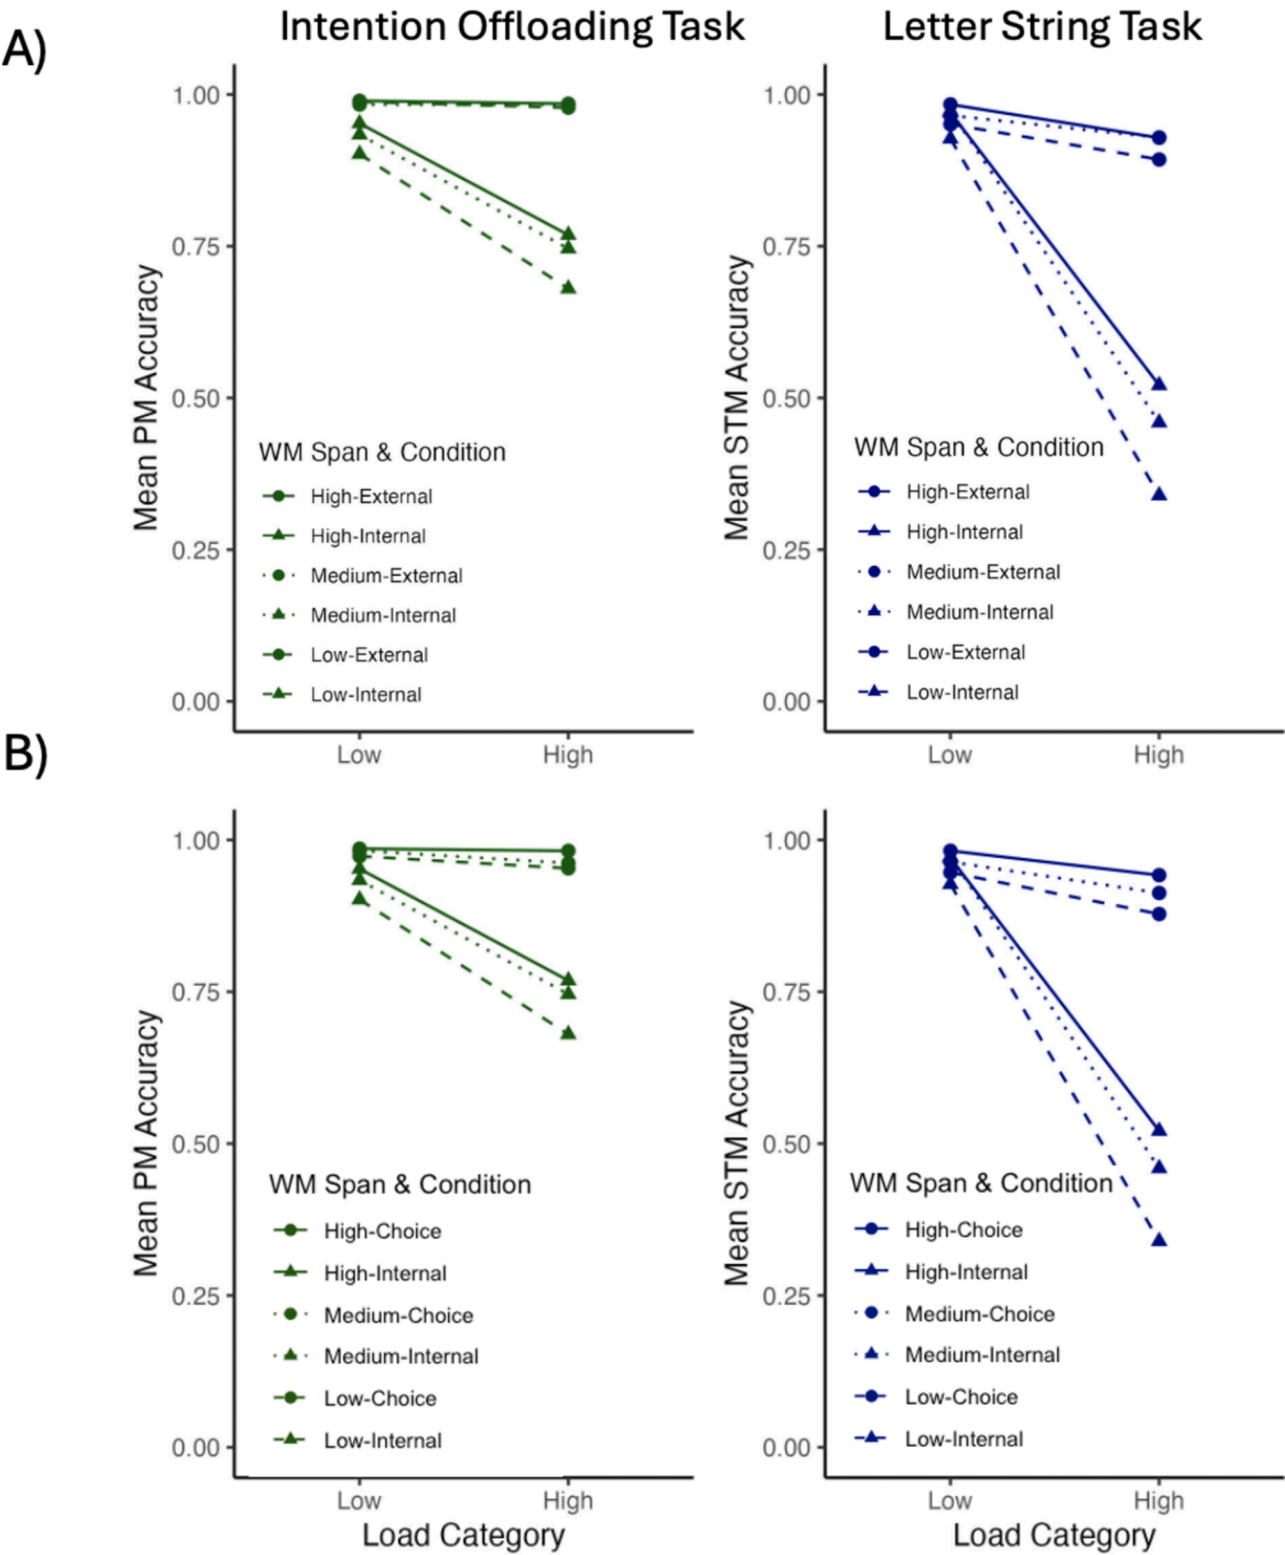 Intention Offloading Task
Letter String Task
A)
1.00
0.75
0.50
0.25
0.00
Mean PM Accuracy
WM Span & Condition
High-External
High-Internal
Medium-External
Medium-Internal
Low-External
Low-Internal
Low
High
1.00
0.75
0.50
0.25
0.00
Mean STM Accuracy
WM Span & Condition
High-External
High-Internal
Medium-External
Medium-Internal
Low-External
Low-Internal
Low
High
B)
1.00
0.75
0.50
0.25
0.00
Mean PM Accuracy
WM Span & Condition
High-Choice
High-Internal
Medium-Choice
Medium-Internal
Low-Choice
Low-Internal
Low
High
Load Category
1.00
0.75
0.50
0.25
0.00
Mean STM Accuracy
WM Span & Condition
High-Choice
High-Internal
Medium-Choice
Medium-Internal
Low-Choice
Low-Internal
Low
High
Load Category